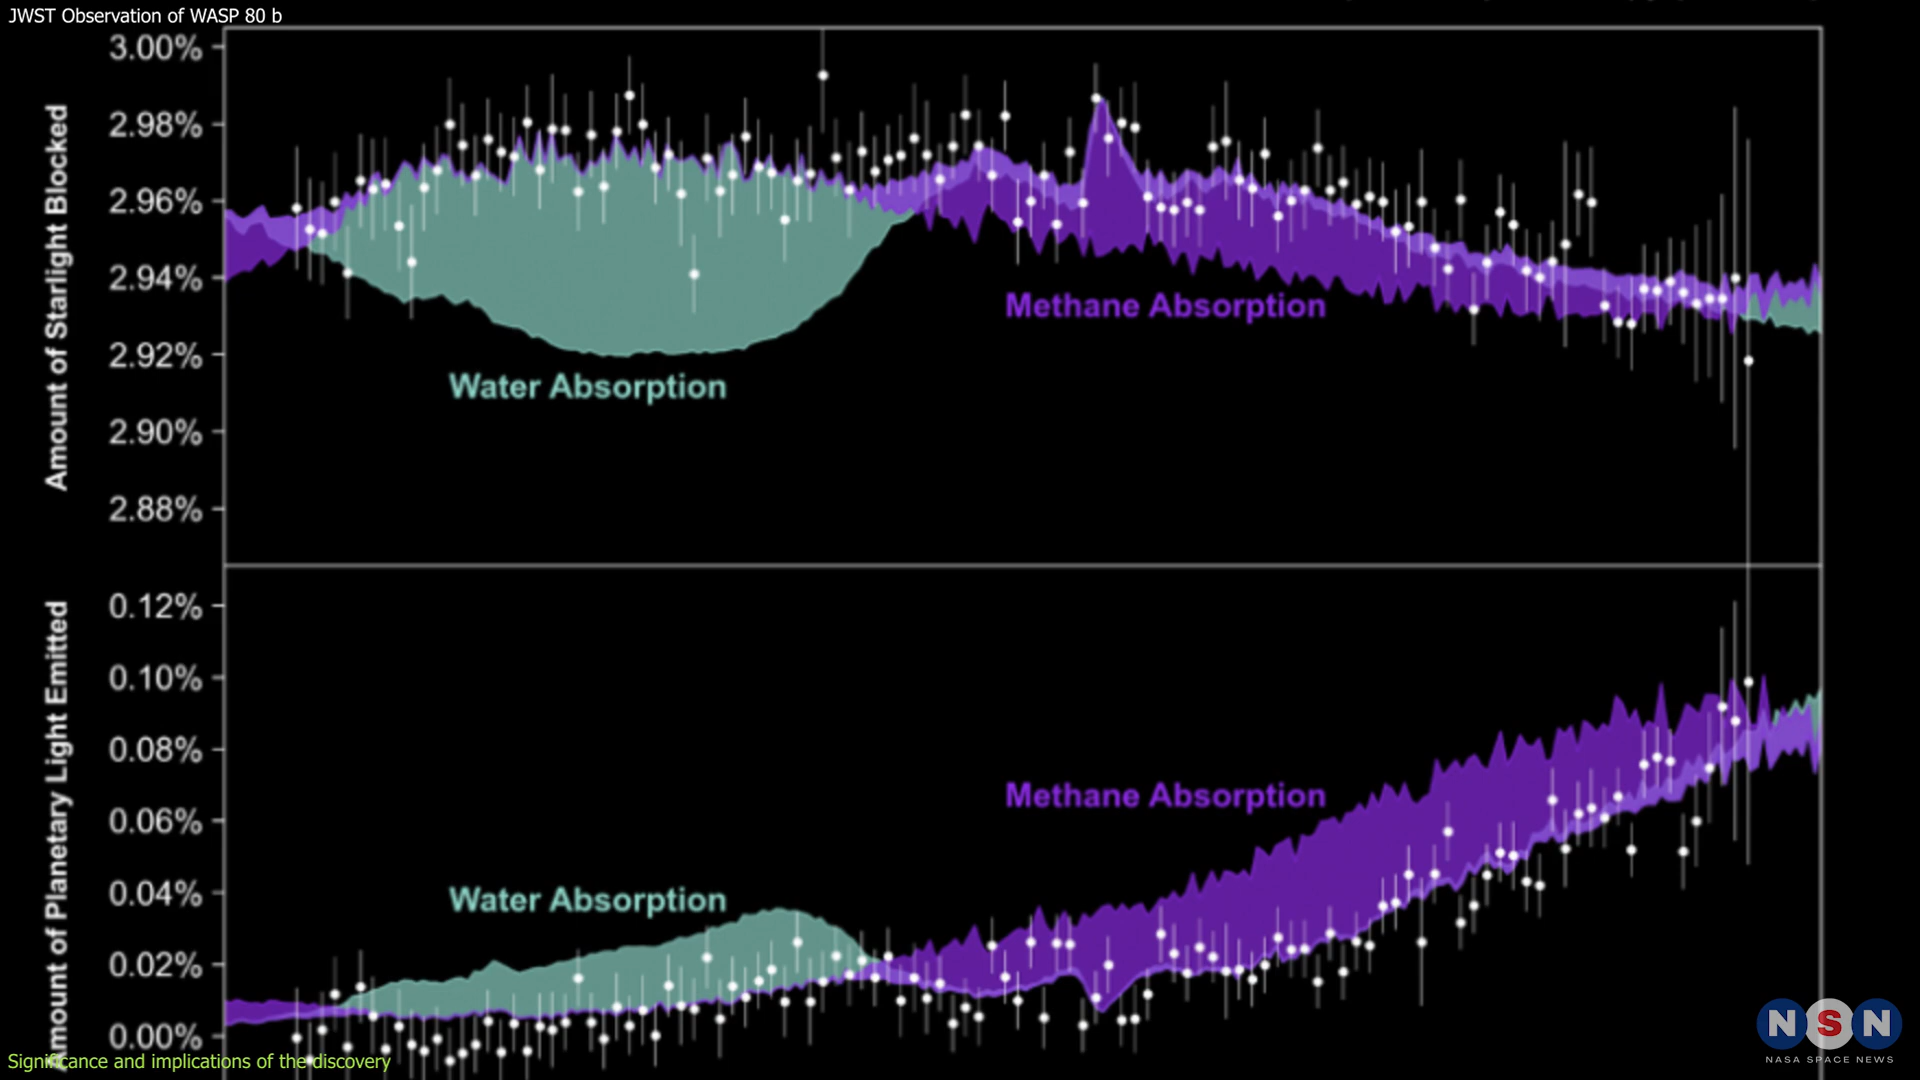 JWST Observation of WASP 80 b
3.00%
2.98%
2.96%
2.94%
2.92%
2.90%
2.88%
Amount of Starlight Blocked
Methane Absorption
Water Absorption
0.12%
0.10%
0.08%
0.06%
0.04%
0.02%
0.00%
Amount of Planetary Light Emitted
Methane Absorption
Water Absorption
Significance and implications of the discovery
NSN
NASA SPACE NEWS